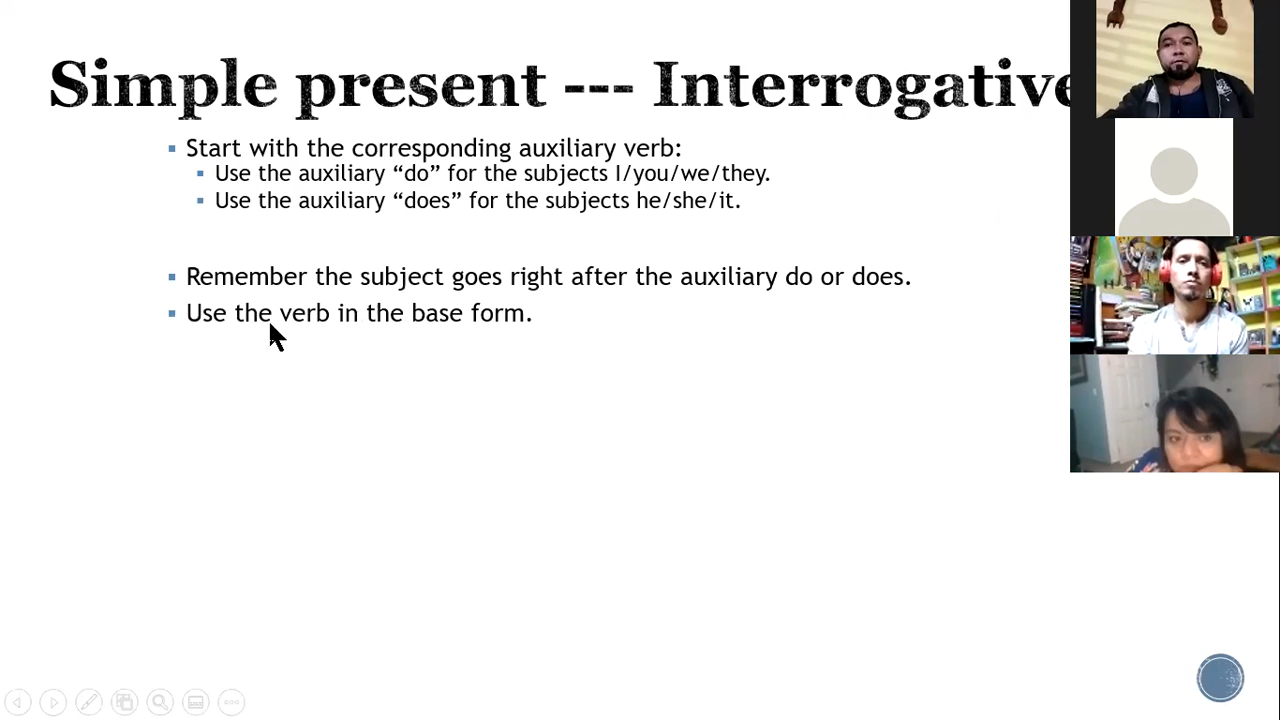 Simple present --- Interrogative
Start with the corresponding auxiliary verb:
Use the auxiliary “do” for the subjects I/you/we/they.
Use the auxiliary “does” for the subjects he/she/it.
Remember the subject goes right after the auxiliary do or does.
Use the verb in the base form.